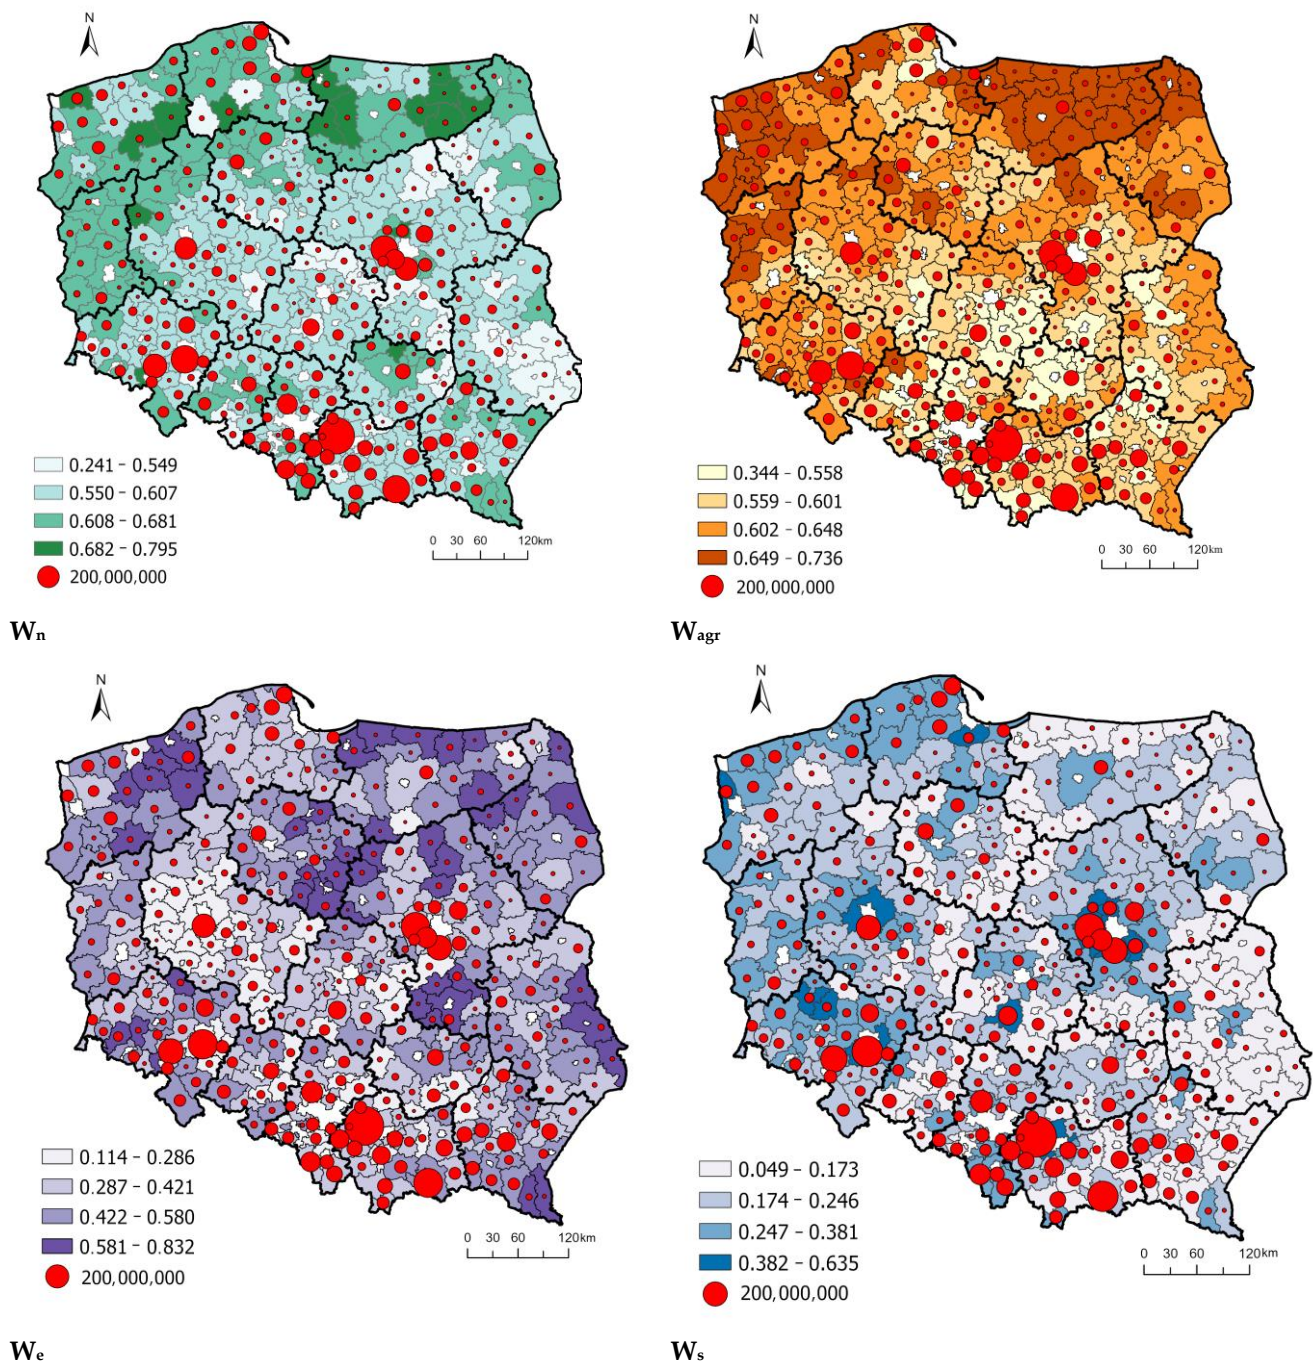 N
0.241 – 0.549
0.550 – 0.607
0.608 – 0.681
0.682 – 0.795
200,000,000
0 30 60 120km
Wn
N
0.344 – 0.558
0.559 – 0.601
0.602 – 0.648
0.649 – 0.736
200,000,000
0 30 60 120km
Wagr
N
0.114 – 0.286
0.287 – 0.421
0.422 – 0.580
0.581 – 0.832
200,000,000
0 30 60 120km
We
N
0.049 – 0.173
0.174 – 0.246
0.247 – 0.381
0.382 – 0.635
200,000,000
0 30 60 120km
Ws